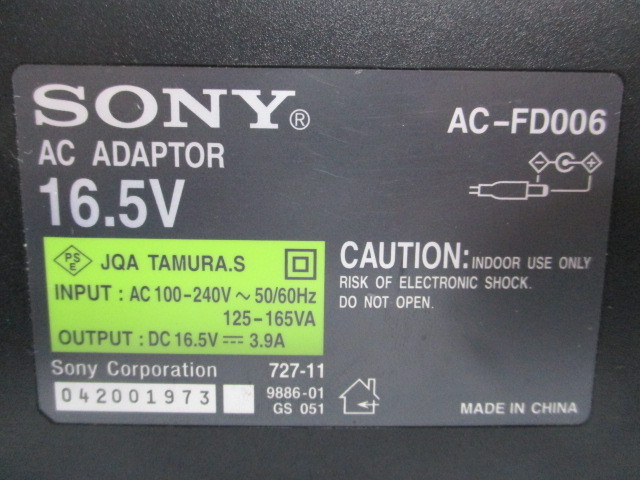 SONY®
AC-FD006
AC ADAPTOR
16.5V
PS
E
JQA TAMURA.S
INPUT : AC 100-240V ~ 50/60Hz
125-165VA
OUTPUT : DC 16.5V ⎓ 3.9A
CAUTION: INDOOR USE ONLY
RISK OF ELECTRONIC SHOCK.
DO NOT OPEN.
Sony Corporation
727-11
042001973
9886-01
GS 051
MADE IN CHINA